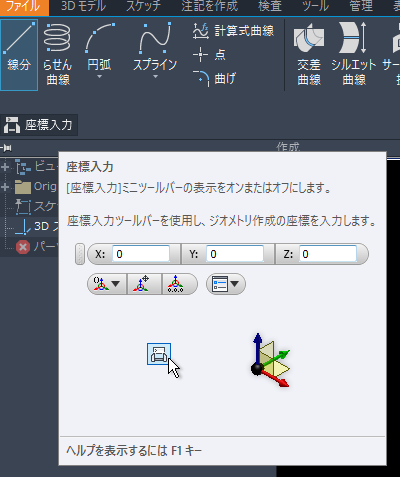 ファイル 3D モデル スケッチ 注記を作成 検査 ツール 管理
線分 らせん曲線 円弧 スプライン 計算式曲線 点 曲げ 交差曲線 シルエット曲線
座標入力
作成
ビュー
Orig
スケ
3D ス
パー
座標入力
[座標入力]ミニツールバーの表示をオンまたはオフにします。
座標入力ツールバーを使用し、ジオメトリ作成の座標を入力します。
X: 0 Y: 0 Z: 0
ヘルプを表示するには F1 キー